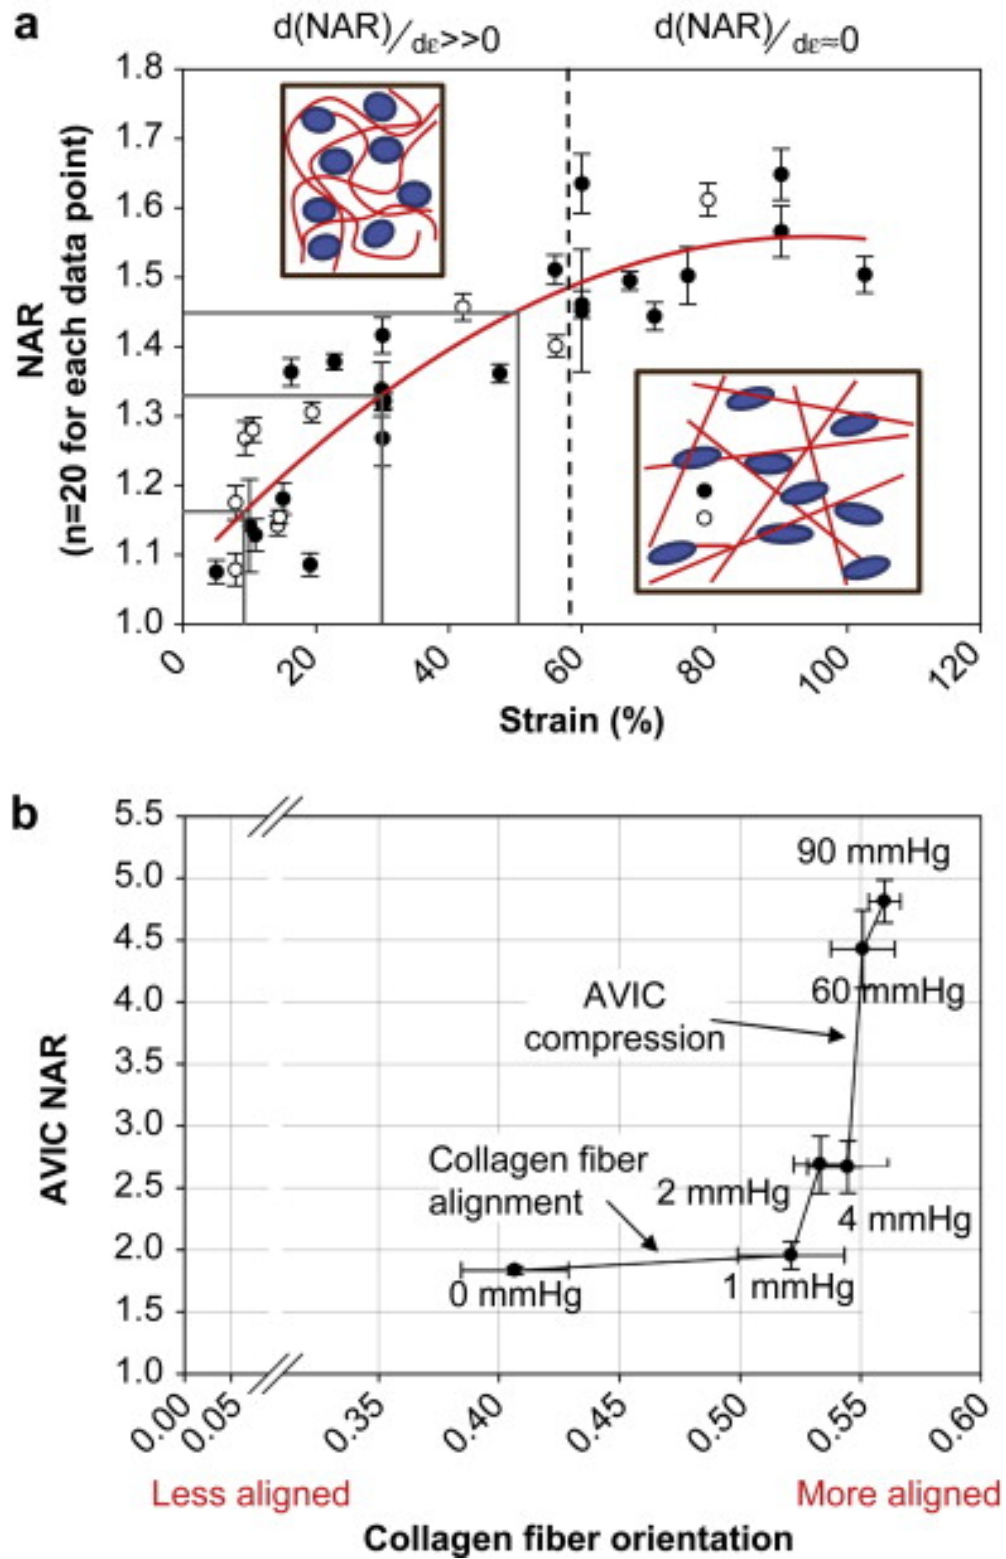 a
d(NAR)/dε>>0
d(NAR)/dε≈0
NAR
(n=20 for each data point)
1.8
1.7
1.6
1.5
1.4
1.3
1.2
1.1
1.0
0
20
40
60
80
100
120
Strain (%)
b
AVIC NAR
5.5
5.0
4.5
4.0
3.5
3.0
2.5
2.0
1.5
1.0
90 mmHg
60 mmHg
AVIC
compression
Collagen fiber
alignment
2 mmHg
4 mmHg
0 mmHg
1 mmHg
0.00
0.05
0.35
0.40
0.45
0.50
0.55
0.60
Less aligned
More aligned
Collagen fiber orientation